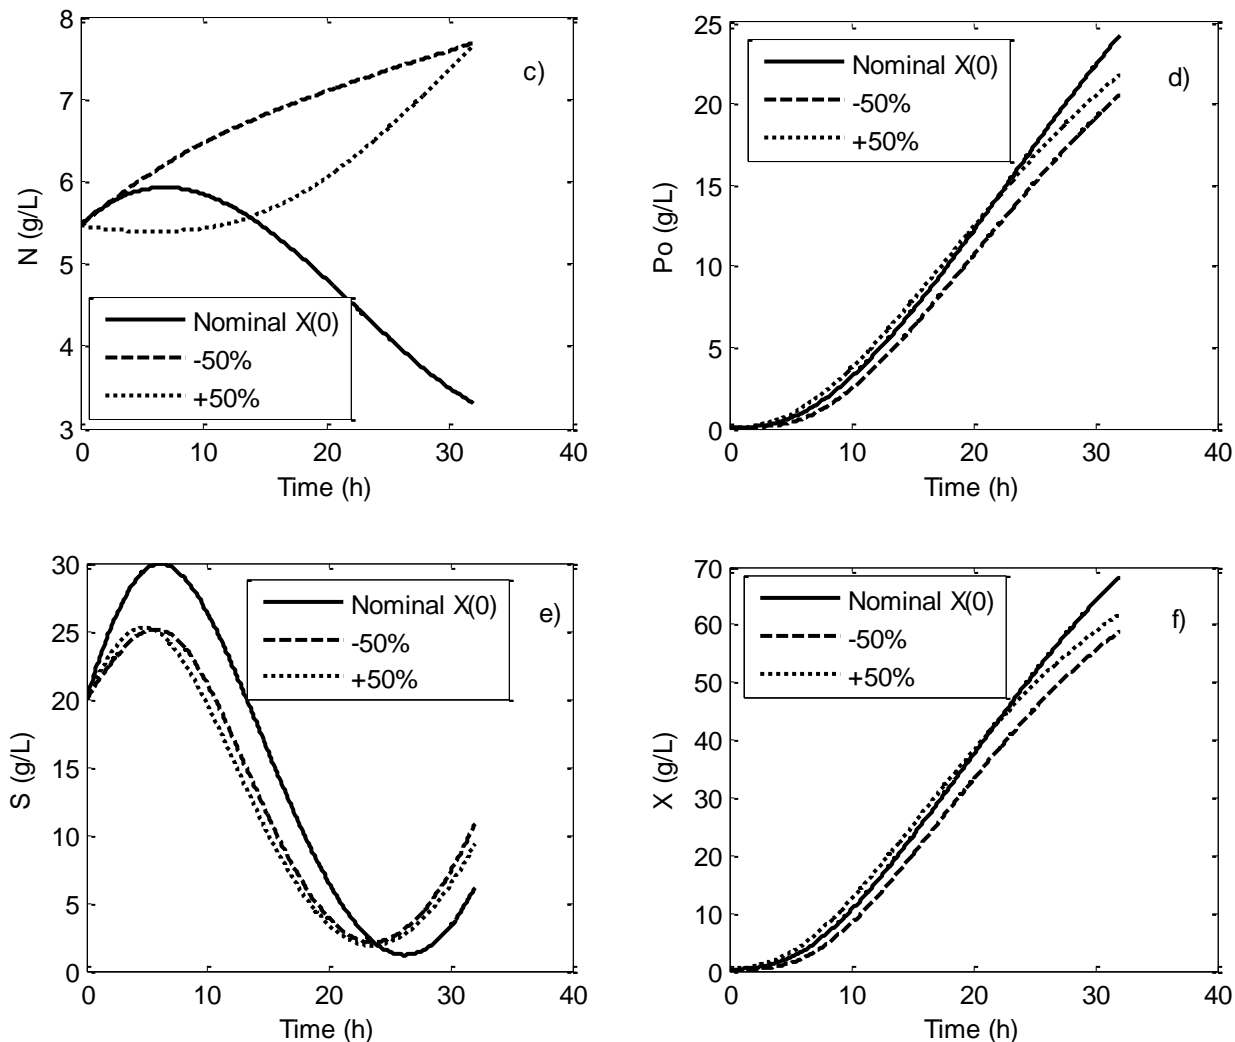 8
7
6
5
4
3
N (g/L)
c)
Nominal X(0)
-50%
+50%
0 10 20 30 40
Time (h)
25
20
15
10
5
0
Po (g/L)
d)
Nominal X(0)
-50%
+50%
0 10 20 30 40
Time (h)
30
25
20
15
10
5
0
S (g/L)
e)
Nominal X(0)
-50%
+50%
0 10 20 30 40
Time (h)
70
60
50
40
30
20
10
0
X (g/L)
f)
Nominal X(0)
-50%
+50%
0 10 20 30 40
Time (h)